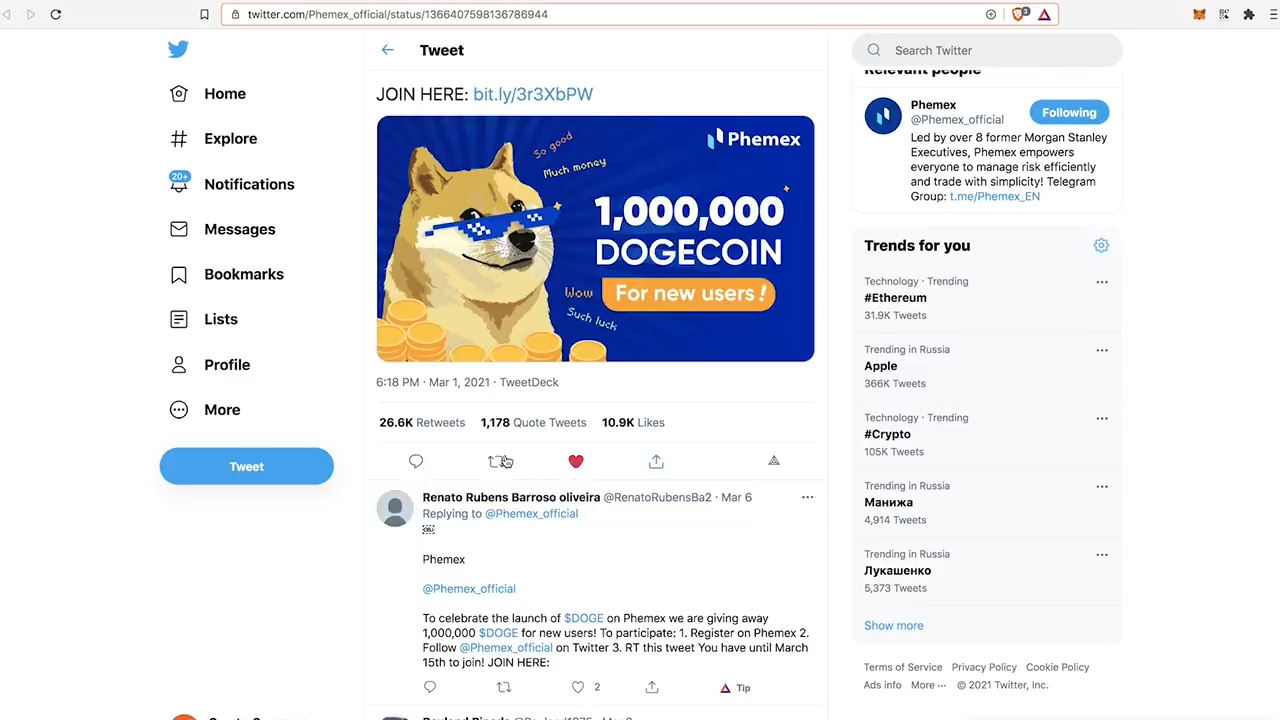 twitter.com/Phemex_official/status/1366407598136786944
3
Home
Explore
20+
Notifications
Messages
Bookmarks
Lists
Profile
More
Tweet
Tweet
JOIN HERE: bit.ly/3r3XbPW
So good
Much money
Phemex
1,000,000
DOGECOIN
Wow
For new users!
Such luck
6:18 PM · Mar 1, 2021 · TweetDeck
26.6K Retweets 1,178 Quote Tweets 10.9K Likes
Renato Rubens Barroso oliveira @RenatoRubensBa2 · Mar 6
Replying to @Phemex_official
Phemex
@Phemex_official
To celebrate the launch of $DOGE on Phemex we are giving away
1,000,000 $DOGE for new users! To participate: 1. Register on Phemex 2.
Follow @Phemex_official on Twitter 3. RT this tweet You have until March
15th to join! JOIN HERE:
2
Tip
Search Twitter
Relevant people
Phemex
@Phemex_official
Following
Led by over 8 former Morgan Stanley
Executives, Phemex empowers
everyone to manage risk efficiently
and trade with simplicity! Telegram
Group: t.me/Phemex_EN
Trends for you
Technology · Trending
#Ethereum
31.9K Tweets
Trending in Russia
Apple
366K Tweets
Technology · Trending
#Crypto
105K Tweets
Trending in Russia
Манижа
4,914 Tweets
Trending in Russia
Лукашенко
5,373 Tweets
Show more
Terms of Service Privacy Policy Cookie Policy
Ads info More ··· © 2021 Twitter, Inc.